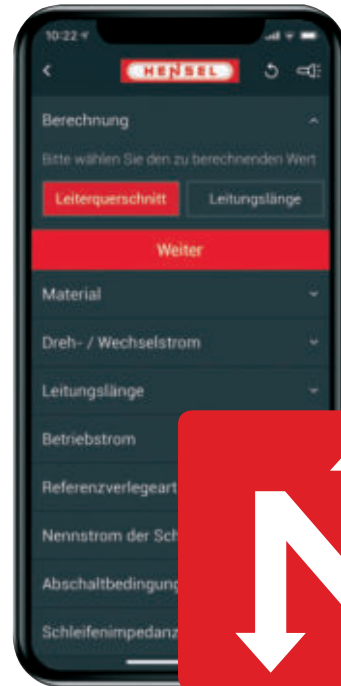 10:22
HENSEL
Berechnung
Bitte wählen Sie den zu berechnenden Wert
Leiterquerschnitt Leitungslänge
Weiter
Material
Dreh- / Wechselstrom
Leitungslänge
Betriebstrom
Referenzverlegeart
Nennstrom der Sch
Abschaltbedingung
Schleifenimpedanz